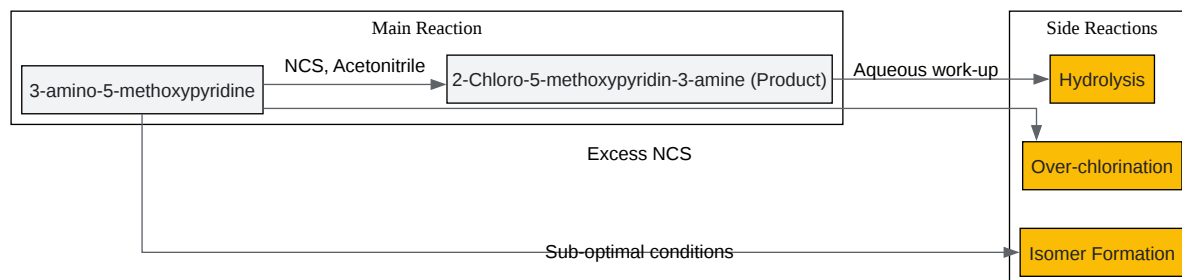 Main Reaction
Side Reactions
NCS, Acetonitrile
Aqueous work-up
3-amino-5-methoxypyridine
2-Chloro-5-methoxypyridin-3-amine (Product)
Hydrolysis
Excess NCS
Over-chlorination
Sub-optimal conditions
Isomer Formation